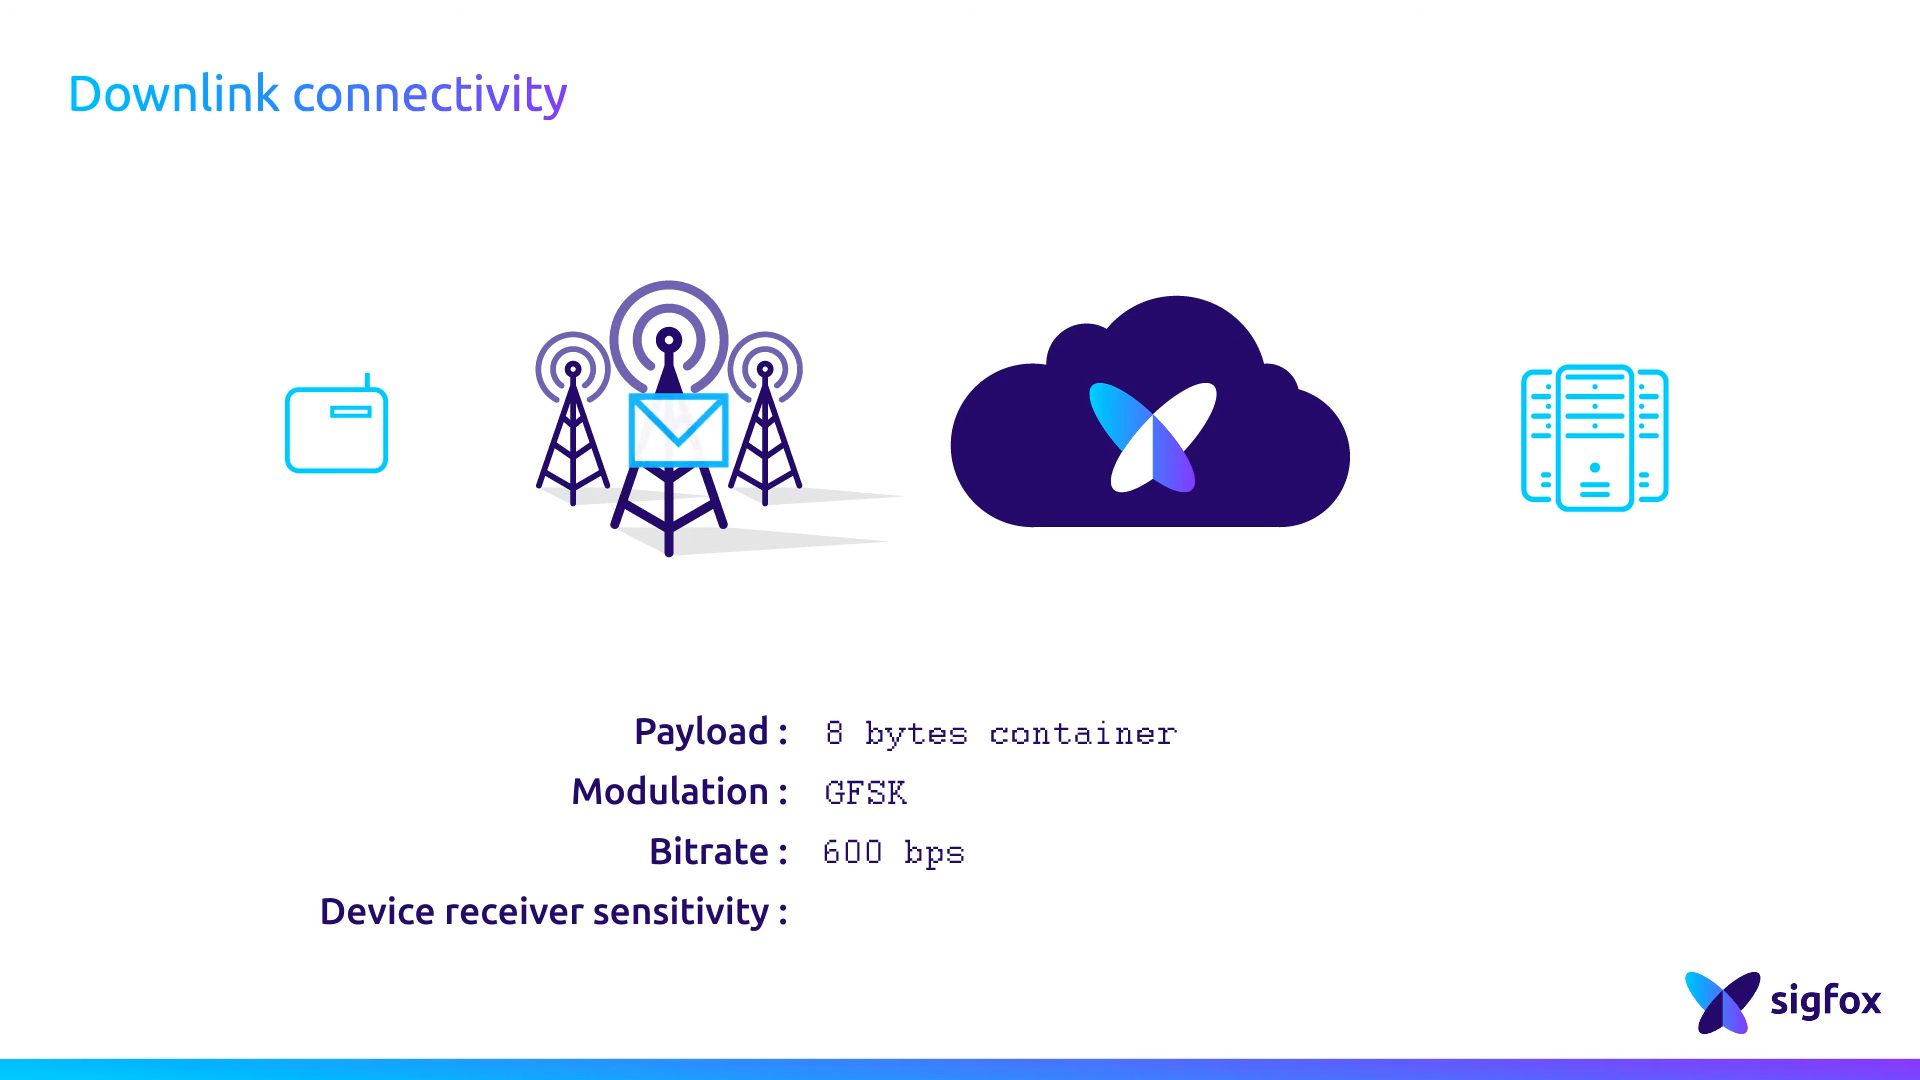 Downlink connectivity
Payload : 8 bytes container
Modulation : GFSK
Bitrate : 600 bps
Device receiver sensitivity :
sigfox